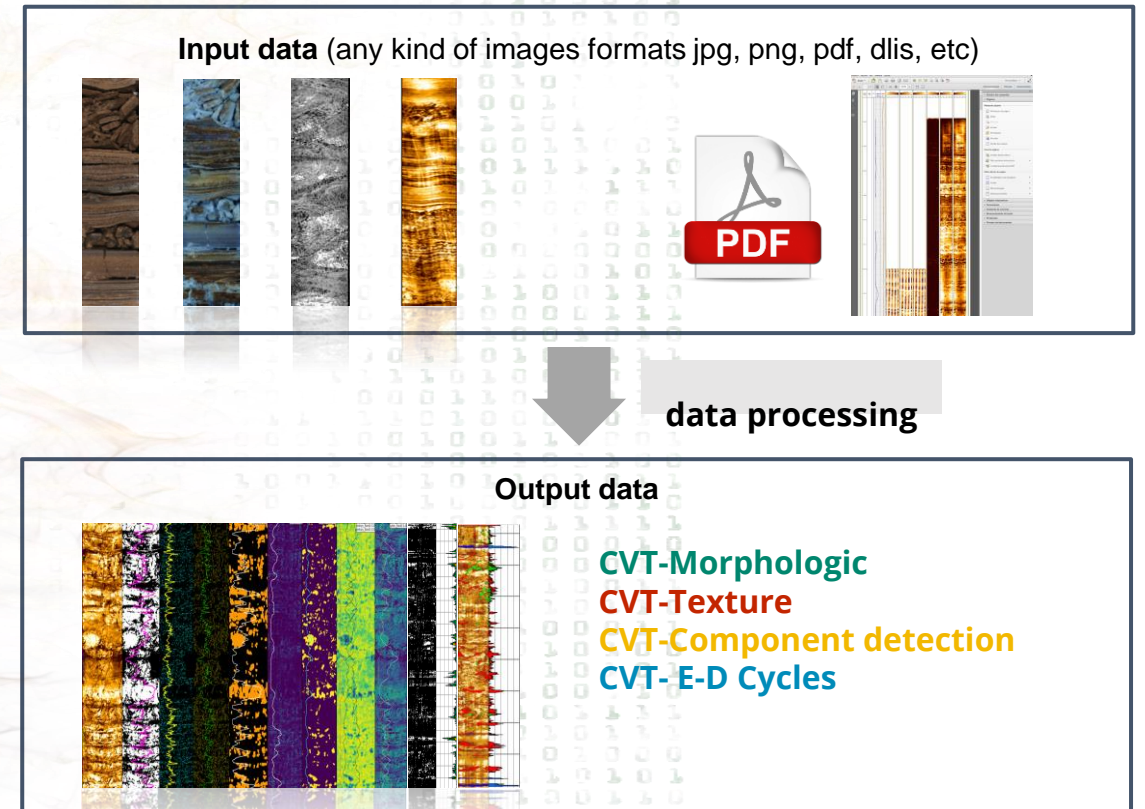 Input data (any kind of images formats jpg, png, pdf, dlis, etc)
PDF
data processing
Output data
CVT-Morphologic
CVT-Texture
CVT-Component detection
CVT- E-D Cycles